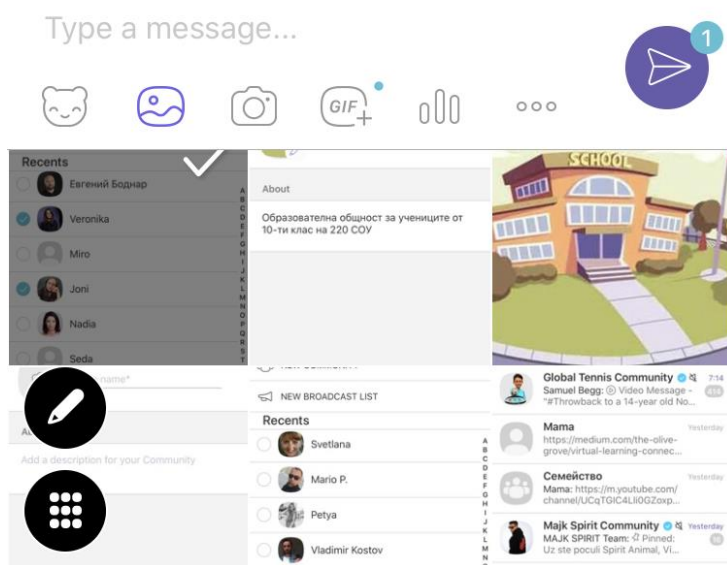 Type a message...
1
GIF
Recents
Евгений Боднар
Veronika
Miro
Joni
Nadia
Seda
A
B
C
D
E
F
G
H
I
J
K
L
M
N
O
P
Q
R
S
T
About
Образователна общност за учениците от
10-ти клас на 220 СОУ
SCHOOL
name*
Add a description for your Community
NEW BROADCAST LIST
Recents
Svetlana
Mario P.
Petya
Vladimir Kostov
A
B
C
D
E
F
G
H
I
J
K
L
M
N
Global Tennis Community 7:14
Samuel Begg: Video Message -
"#Throwback to a 14-year old No...
Mama Yesterday
https://medium.com/the-olive-
grove/virtual-learning-connec...
Семейство Yesterday
Mama: https://m.youtube.com/
channel/UCqTGIC4LIi0GZoxp...
Majk Spirit Community Yesterday
MAJK SPIRIT Team: Pinned:
Uz ste poculi Spirit Animal, Vi...